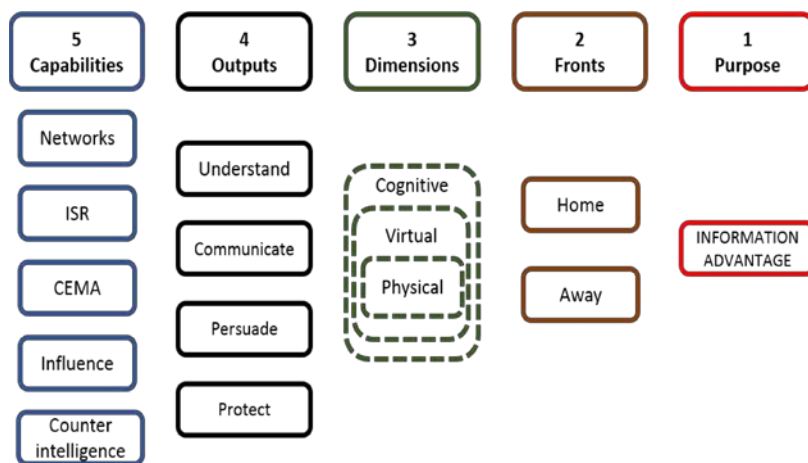 5
Capabilities
Networks
ISR
CEMA
Influence
Counter
intelligence
4
Outputs
Understand
Communicate
Persuade
Protect
3
Dimensions
Cognitive
Virtual
Physical
2
Fronts
Home
Away
1
Purpose
INFORMATION
ADVANTAGE